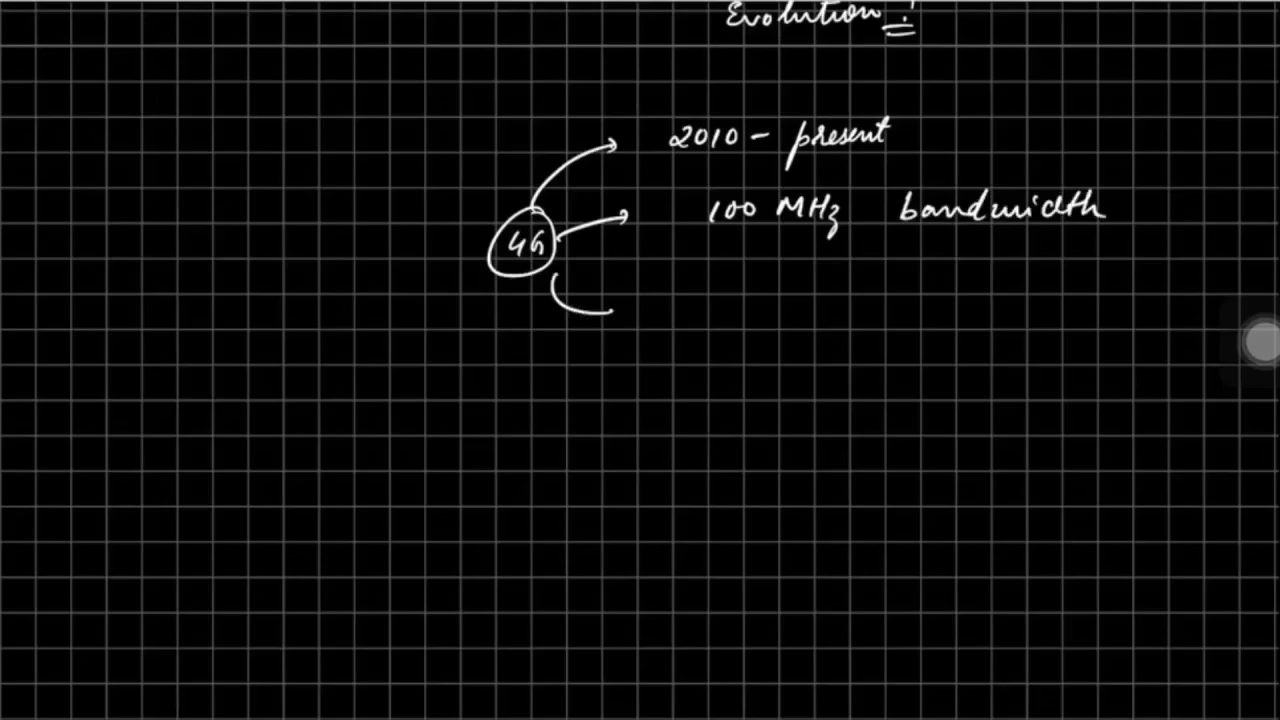 Evolution :
2010 - present
4G
100 MHz bandwidth